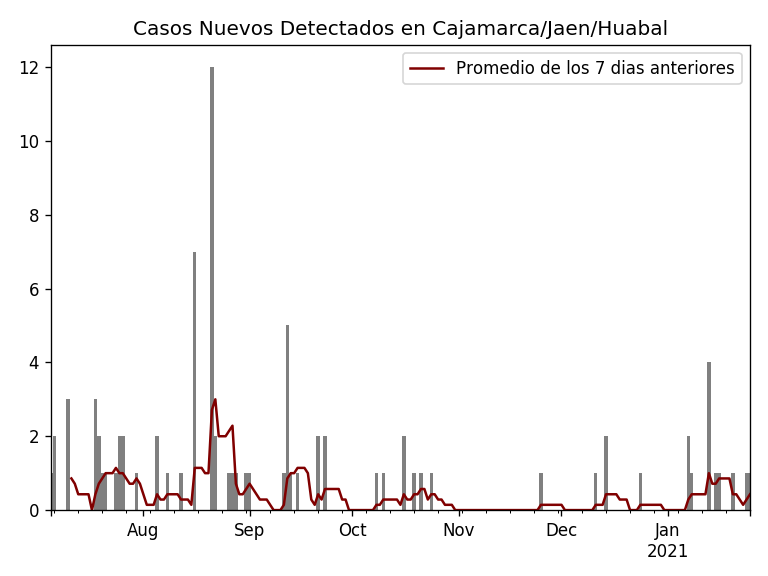 Casos Nuevos Detectados en Cajamarca/Jaen/Huabal
Promedio de los 7 dias anteriores
12
10
8
6
4
2
0
Aug Sep Oct Nov Dec Jan
2021